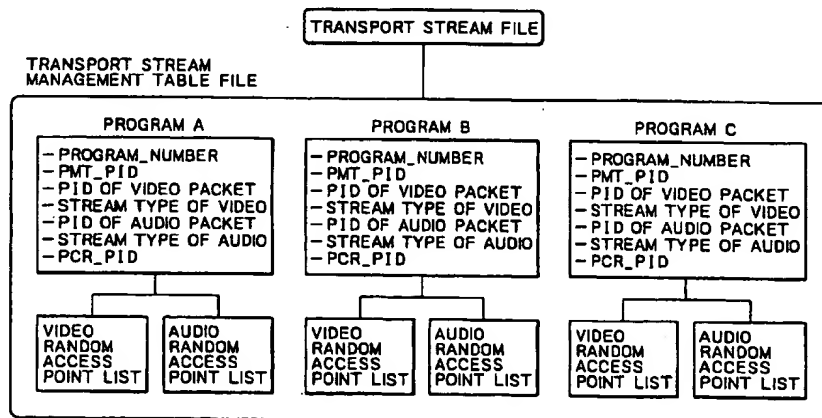 TRANSPORT STREAM FILE
TRANSPORT STREAM
MANAGEMENT TABLE FILE
PROGRAM A
- PROGRAM_NUMBER
- PMT_PID
- PID OF VIDEO PACKET
- STREAM TYPE OF VIDEO
- PID OF AUDIO PACKET
- STREAM TYPE OF AUDIO
- PCR_PID
VIDEO
RANDOM
ACCESS
POINT LIST
AUDIO
RANDOM
ACCESS
POINT LIST
PROGRAM B
- PROGRAM_NUMBER
- PMT_PID
- PID OF VIDEO PACKET
- STREAM TYPE OF VIDEO
- PID OF AUDIO PACKET
- STREAM TYPE OF AUDIO
- PCR_PID
VIDEO
RANDOM
ACCESS
POINT LIST
AUDIO
RANDOM
ACCESS
POINT LIST
PROGRAM C
- PROGRAM_NUMBER
- PMT_PID
- PID OF VIDEO PACKET
- STREAM TYPE OF VIDEO
- PID OF AUDIO PACKET
- STREAM TYPE OF AUDIO
- PCR_PID
VIDEO
RANDOM
ACCESS
POINT LIST
AUDIO
RANDOM
ACCESS
POINT LIST